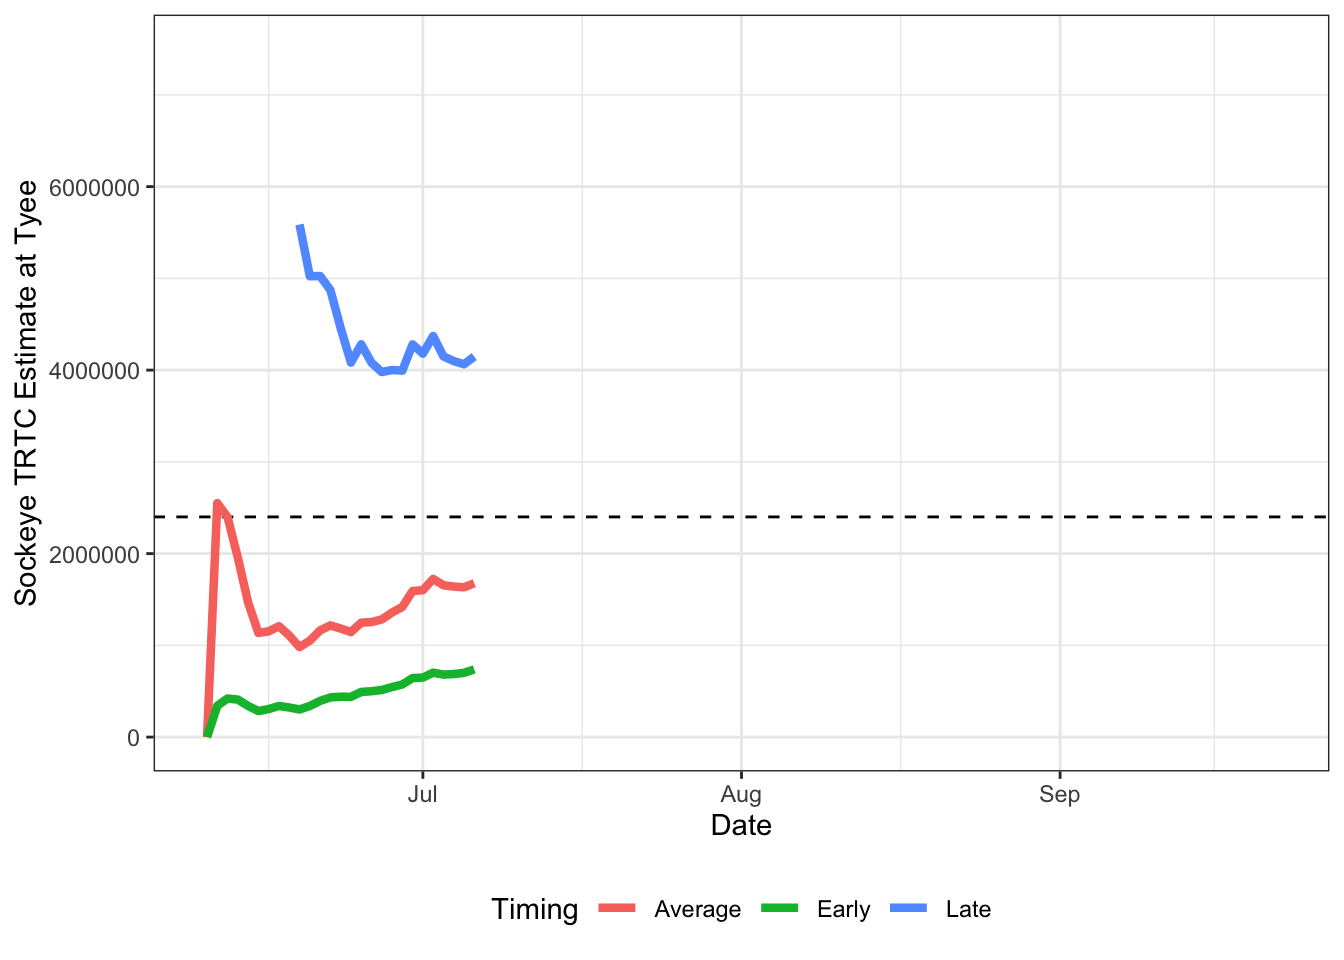 Sockeye TRTC Estimate at Tyee
6000000
4000000
2000000
0
Jul Aug Sep
Date
Timing Average Early Late